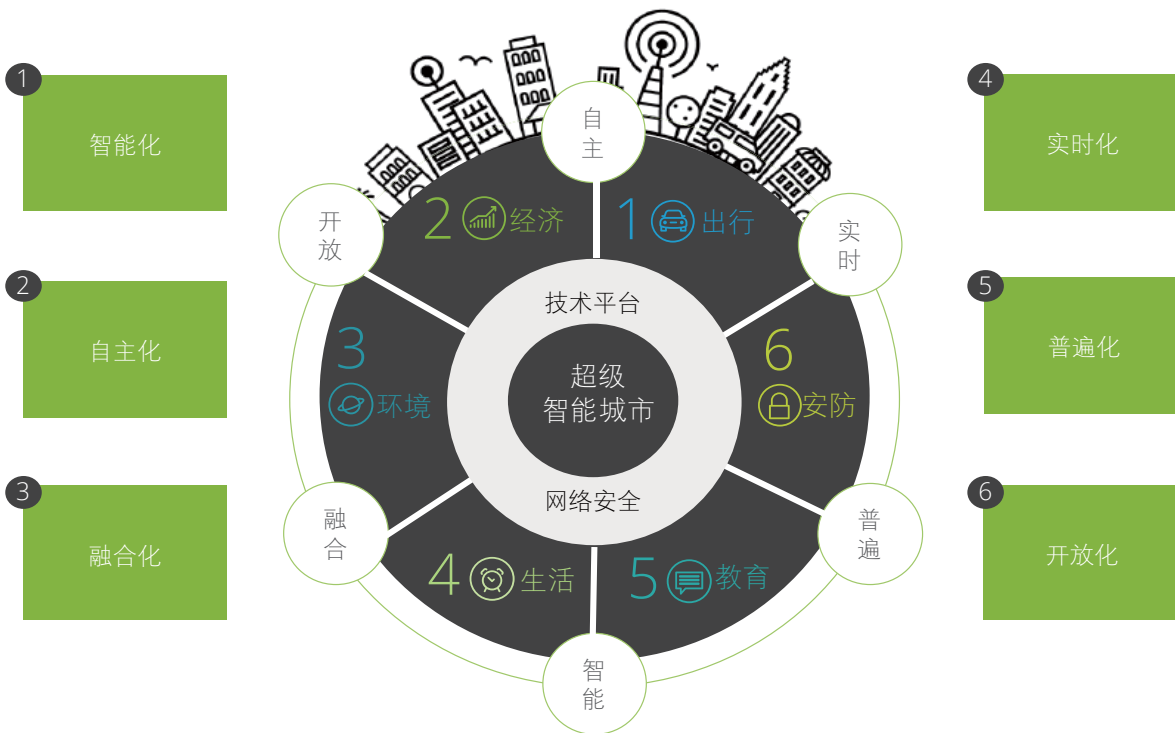 1
智能化
2
自主化
3
融合化
自
主
开
放
实
时
2 经济
1 出行
技术平台
3
环境
超级
智能城市
6
安防
网络安全
融
合
普
遍
4 生活
5 教育
智
能
4
实时化
5
普遍化
6
开放化